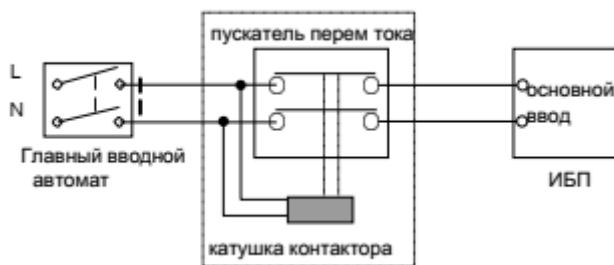 пускатель перем тока
L
N
основной
ввод
Главный вводной
автомат
ИБП
катушка контактора